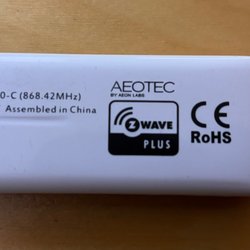 0-C (868.42MHz)
Assembled in China
AEOTEC
BY AEON LABS
Z WAVE
PLUS
CE
RoHS